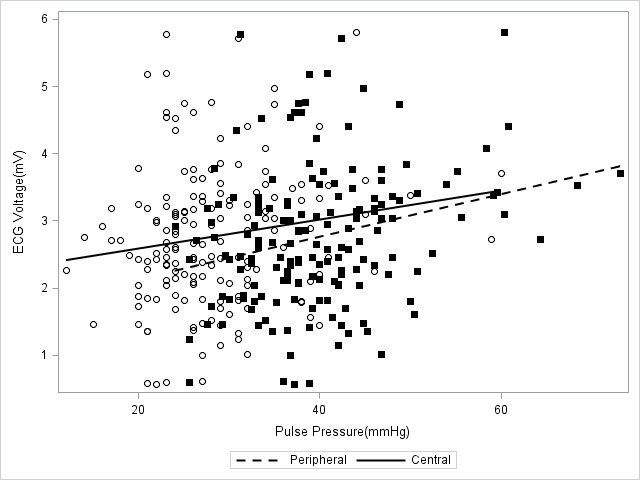 6
5
4
3
2
1
ECG Voltage(mV)
20 40 60
Pulse Pressure(mmHg)
Peripheral Central